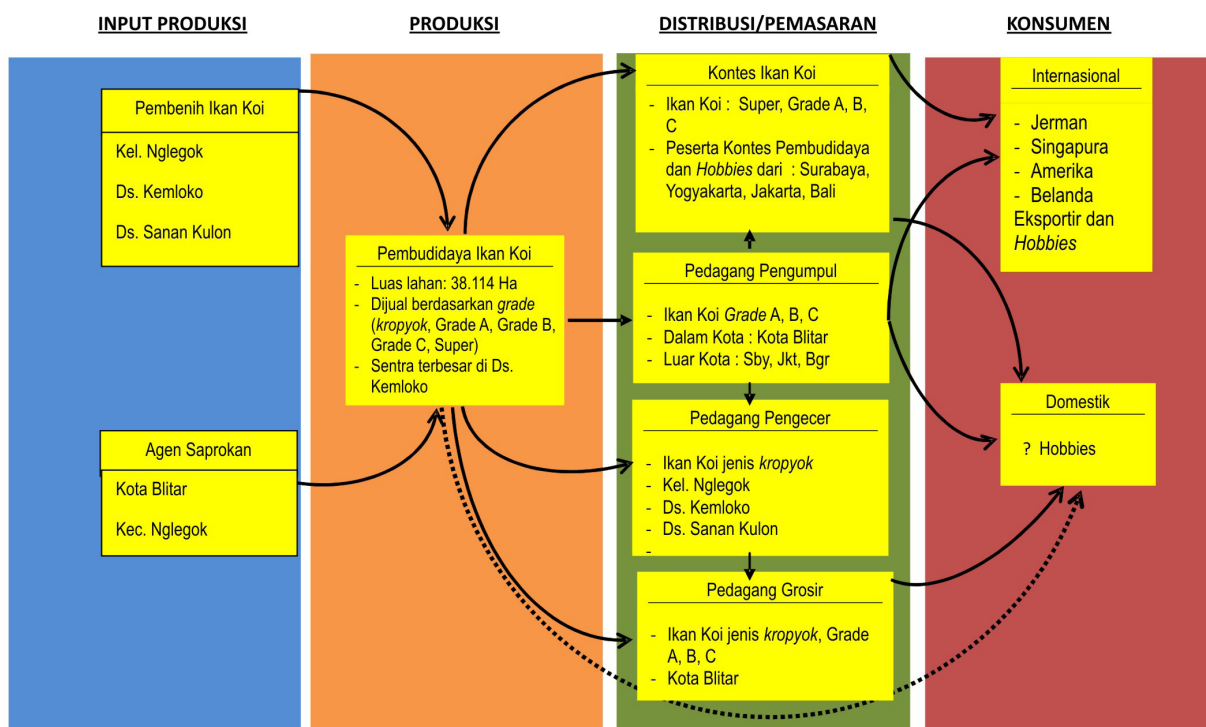 INPUT PRODUKSI
PRODUKSI
DISTRIBUSI/PEMASARAN
KONSUMEN
Pembenih Ikan Koi
Kel. Nglegok
Ds. Kemloko
Ds. Sanan Kulon
Agen Saprokan
Kota Blitar
Kec. Nglegok
Pembudidaya Ikan Koi
- Luas lahan: 38.114 Ha
- Dijual berdasarkan grade
(kropyok, Grade A, Grade B,
Grade C, Super)
- Sentra terbesar di Ds.
Kemloko
Kontes Ikan Koi
- Ikan Koi : Super, Grade A, B,
C
- Peserta Kontes Pembudidaya
dan Hobbies dari : Surabaya,
Yogyakarta, Jakarta, Bali
Pedagang Pengumpul
- Ikan Koi Grade A, B, C
- Dalam Kota : Kota Blitar
- Luar Kota : Sby, Jkt, Bgr
Pedagang Pengecer
- Ikan Koi jenis kropyok
- Kel. Nglegok
- Ds. Kemloko
- Ds. Sanan Kulon
-
Pedagang Grosir
- Ikan Koi jenis kropyok, Grade
A, B, C
- Kota Blitar
Internasional
- Jerman
- Singapura
- Amerika
- Belanda
Eksportir dan
Hobbies
Domestik
? Hobbies